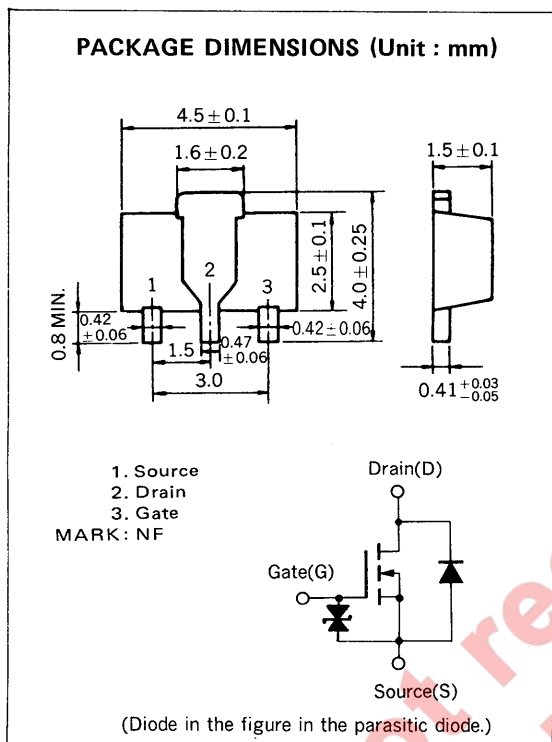 PACKAGE DIMENSIONS (Unit : mm)
4.5±0.1
1.6±0.2
1.5±0.1
2.5±0.1
4.0±0.25
1
2
3
0.8 MIN.
0.42
±0.06
0.42±0.06
0.47
±0.06
1.5
3.0
0.41 +0.03
−0.05
1. Source
2. Drain
3. Gate
MARK: NF
Drain(D)
Gate(G)
Source(S)
(Diode in the figure in the parasitic diode.)